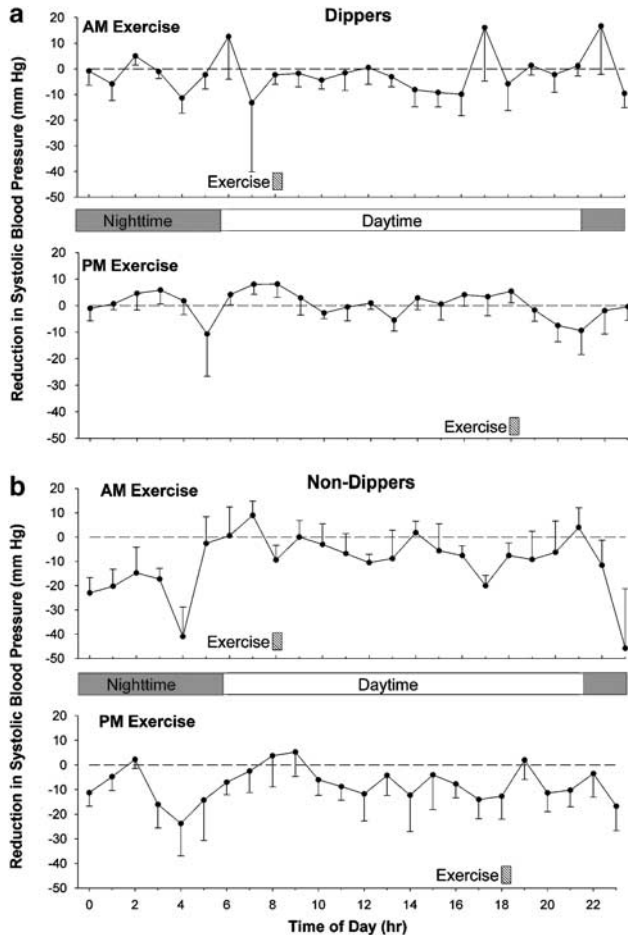 a
Dippers
AM Exercise
20
10
0
-10
-20
-30
-40
-50
Exercise
Nighttime
Daytime
PM Exercise
20
10
0
-10
-20
-30
-40
-50
Exercise
Reduction in Systolic Blood Pressure (mm Hg)
b
Non-Dippers
AM Exercise
20
10
0
-10
-20
-30
-40
-50
Exercise
Nighttime
Daytime
PM Exercise
20
10
0
-10
-20
-30
-40
-50
Exercise
Reduction in Systolic Blood Pressure (mm Hg)
0 2 4 6 8 10 12 14 16 18 20 22
Time of Day (hr)